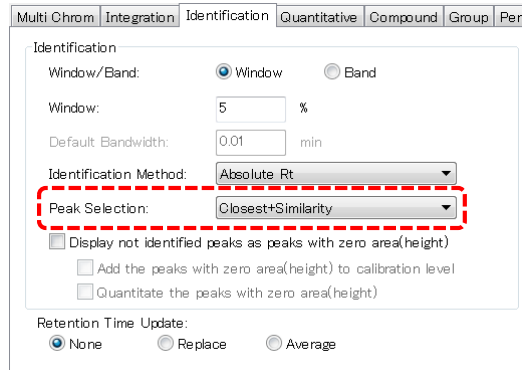 Multi Chrom Integration Identification Quantitative Compound Group Per
Identification
Window/Band: Window Band
Window: 5 %
Default Bandwidth: 0.01 min
Identification Method: Absolute Rt
Peak Selection: Closest+Similarity
Display not identified peaks as peaks with zero area(height)
Add the peaks with zero area(height) to calibration level
Quantitate the peaks with zero area(height)
Retention Time Update:
None Replace Average